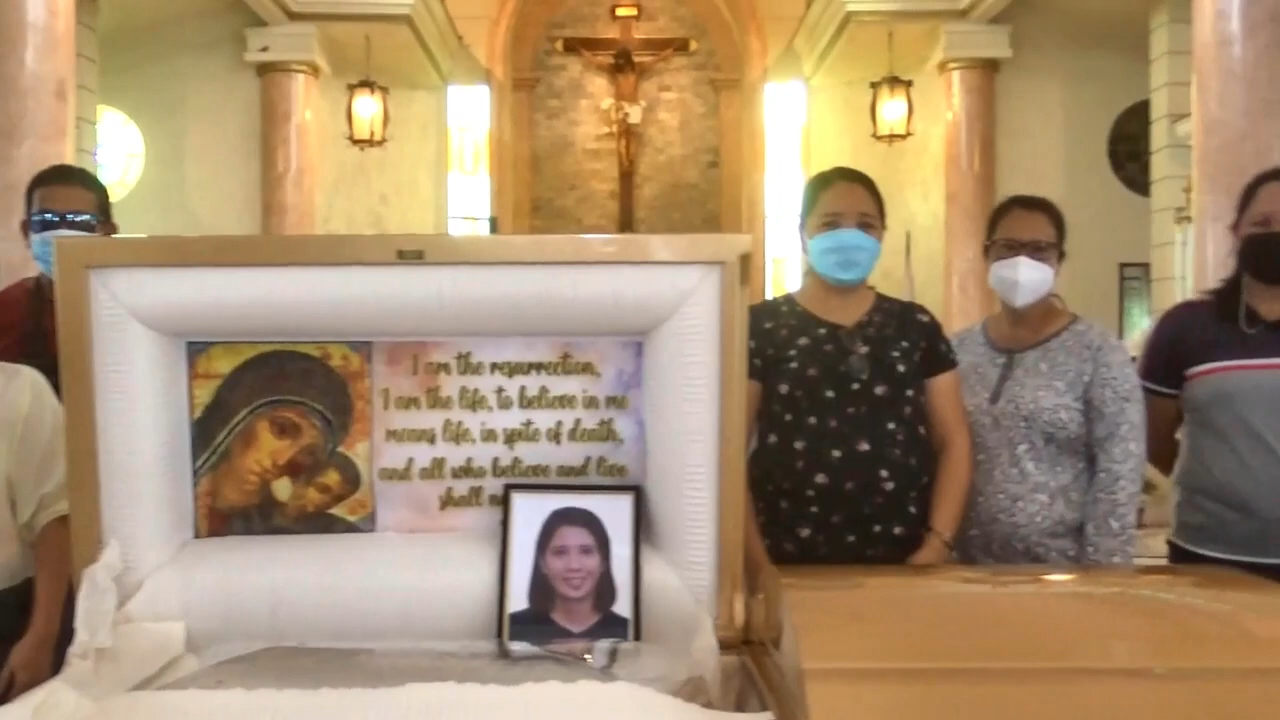 I am the resurrection,
I am the life, to believe in me
means life, in spite of death,
and all who believe and live
shall